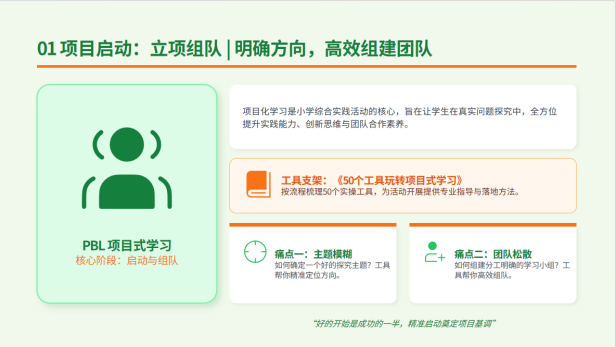 01 项目启动：立项组队 | 明确方向，高效组建团队
项目化学习是小学综合实践活动的核心，旨在让学生在真实问题探究中，全方位
提升实践能力、创新思维与团队合作素养。
工具支架：《50个工具玩转项目式学习》
按流程梳理50个实操工具，为活动开展提供专业指导与落地方法。
PBL 项目式学习
核心阶段：启动与组队
痛点一：主题模糊
如何确定一个好的探究主题？工具
帮你精准定位方向。
痛点二：团队松散
如何组建分工明确的学习小组？工
具帮你高效组队。
“好的开始是成功的一半，精准启动奠定项目基调”